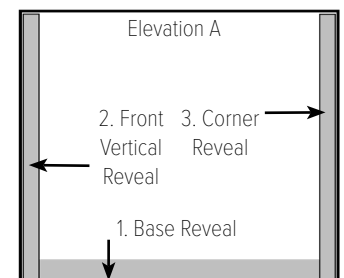 Elevation A
2. Front Vertical Reveal
3. Corner Reveal
1. Base Reveal